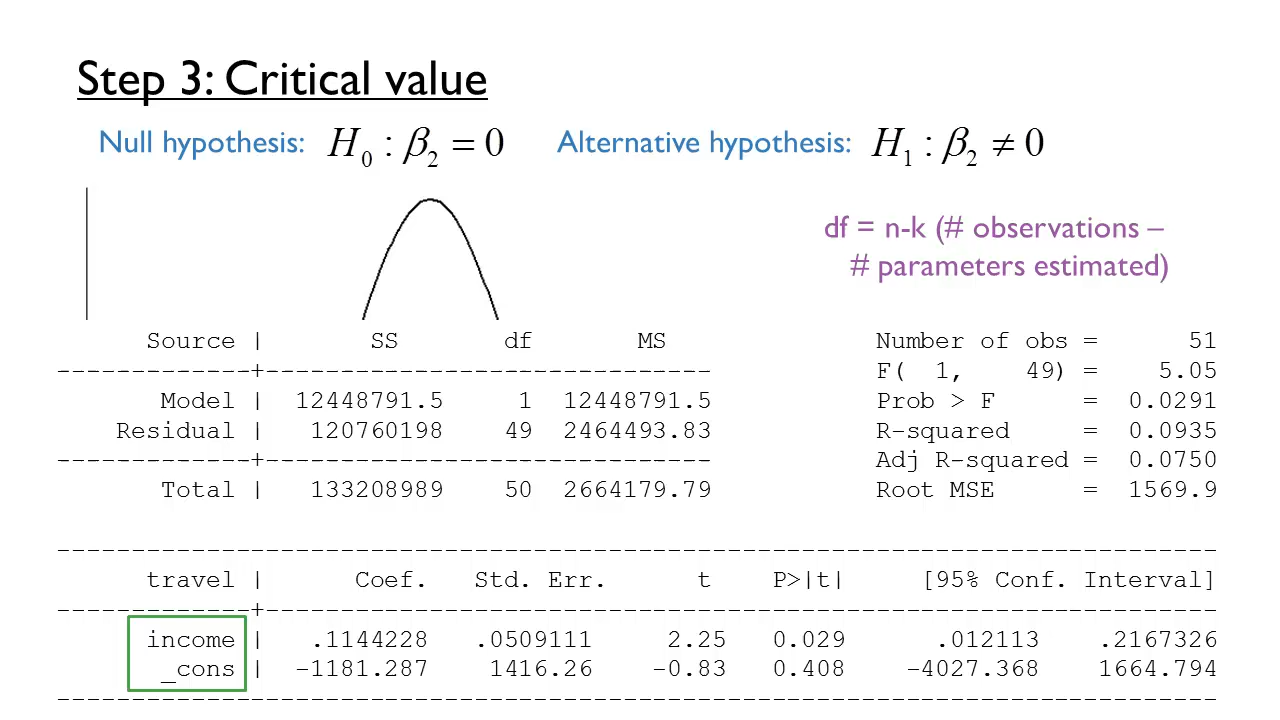 Step 3: Critical value
Null hypothesis: H₀ : β₂ = 0 Alternative hypothesis: H₁ : β₂ ≠ 0
df = n-k (# observations –
# parameters estimated)
Source | SS df MS Number of obs = 51
-------------+------------------------------ F( 1, 49) = 5.05
Model | 12448791.5 1 12448791.5 Prob > F = 0.0291
Residual | 120760198 49 2464493.83 R-squared = 0.0935
-------------+------------------------------ Adj R-squared = 0.0750
Total | 133208989 50 2664179.79 Root MSE = 1569.9
------------------------------------------------------------------------------
travel | Coef. Std. Err. t P>|t| [95% Conf. Interval]
-------------+----------------------------------------------------------------
income | .1144228 .0509111 2.25 0.029 .012113 .2167326
_cons | -1181.287 1416.26 -0.83 0.408 -4027.368 1664.794
------------------------------------------------------------------------------